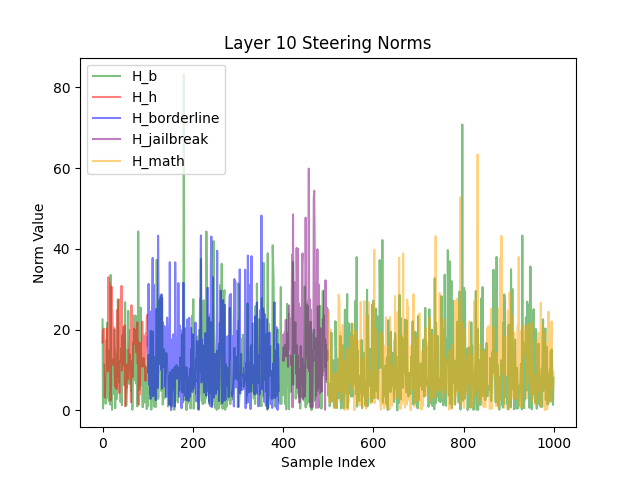 Layer 10 Steering Norms
H_b
H_h
H_borderline
H_jailbreak
H_math
Norm Value
80
60
40
20
0
0 200 400 600 800 1000
Sample Index